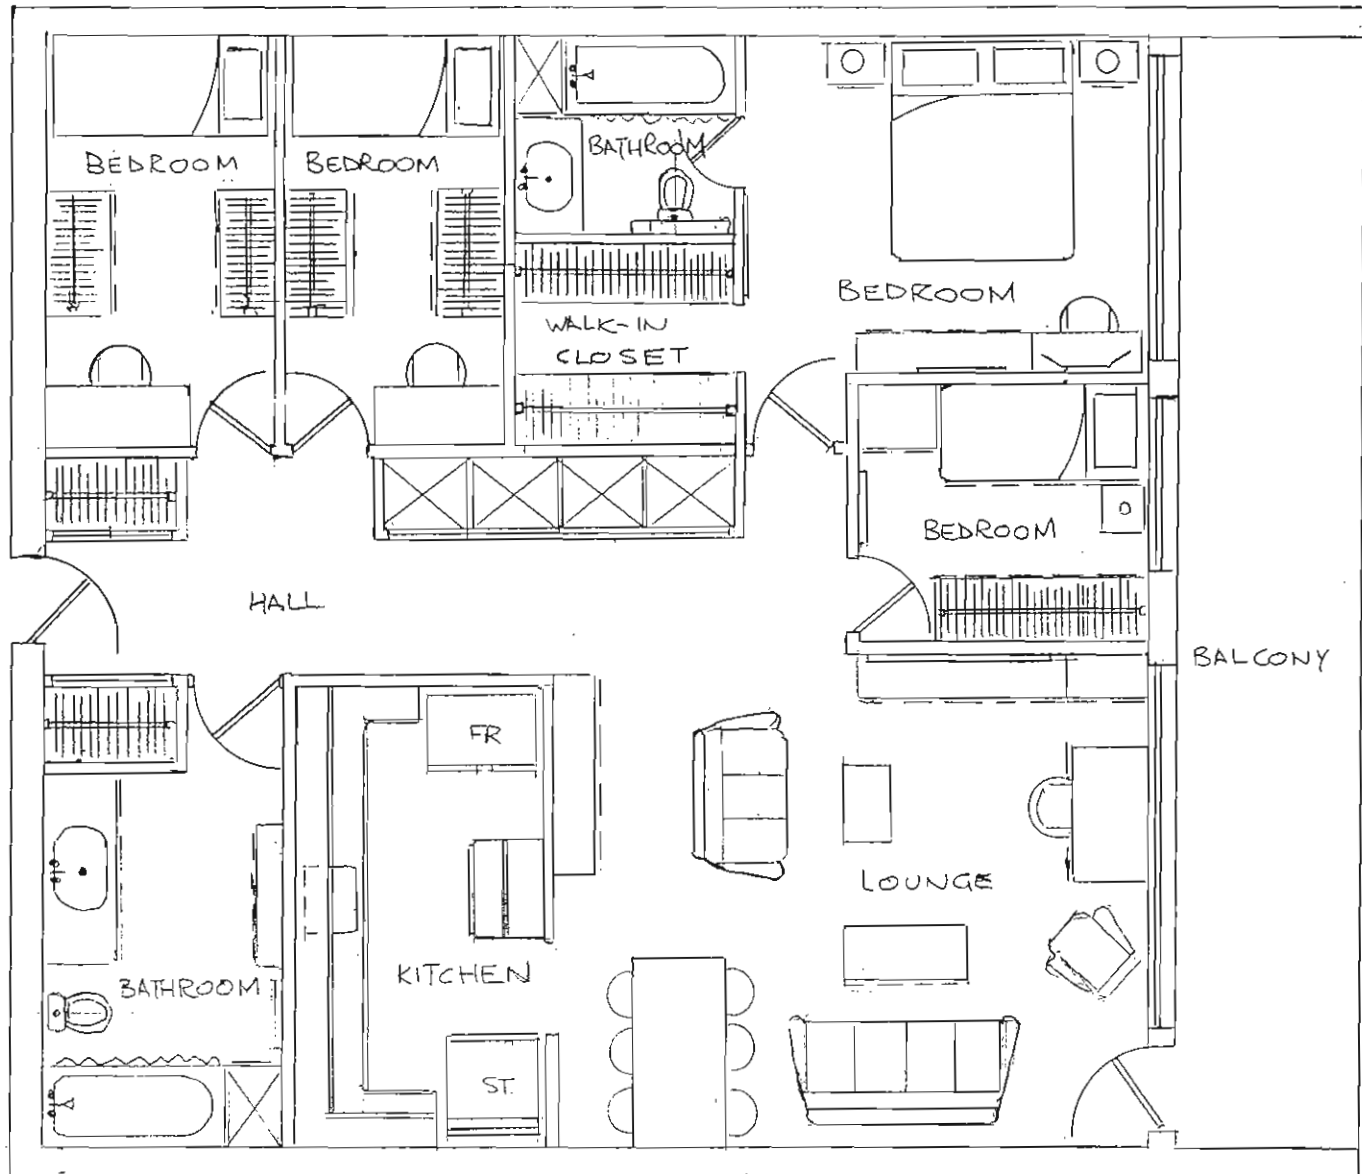 BATHROOM
BEDROOM
BEDROOM
BEDROOM
WALK-IN
CLOSET
BEDROOM
HALL
BALCONY
FR
LOUNGE
KITCHEN
BATHROOM
ST.